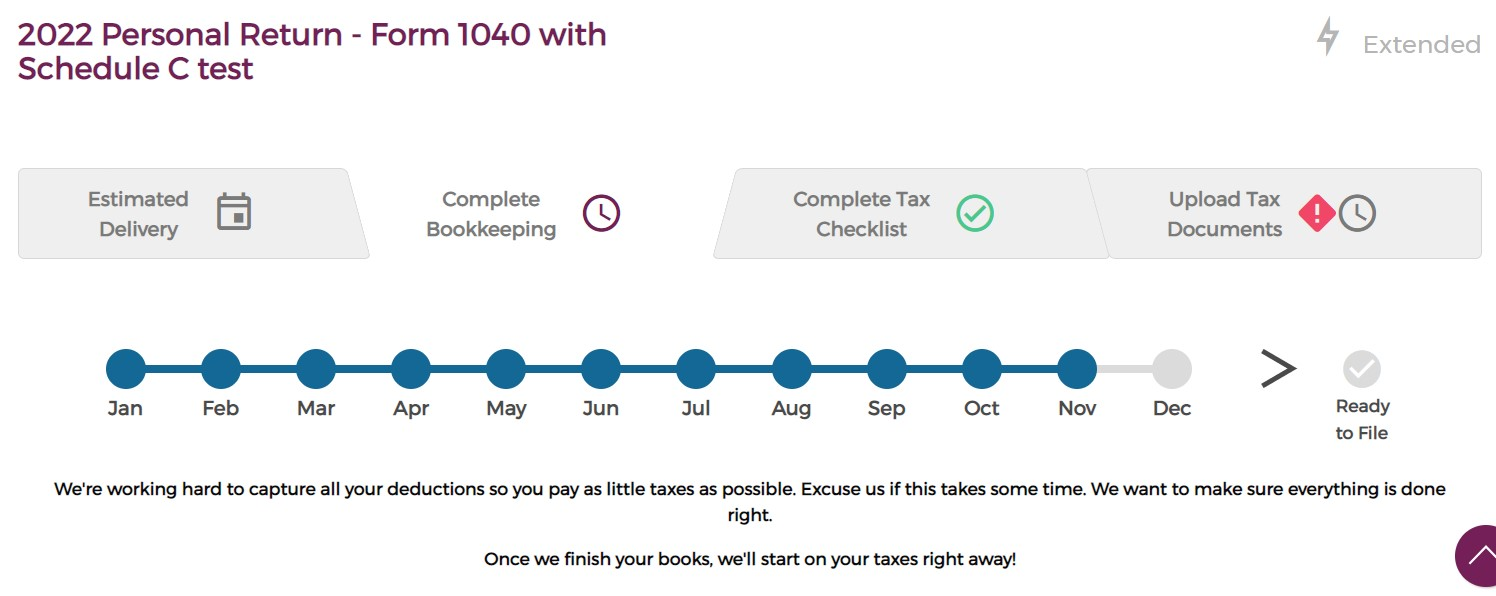 2022 Personal Return - Form 1040 with
Schedule C test
Extended
Estimated
Delivery
Complete
Bookkeeping
Complete Tax
Checklist
Upload Tax
Documents
!
Jan Feb Mar Apr May Jun Jul Aug Sep Oct Nov Dec
Ready
to File
We're working hard to capture all your deductions so you pay as little taxes as possible. Excuse us if this takes some time. We want to make sure everything is done
right.
Once we finish your books, we'll start on your taxes right away!